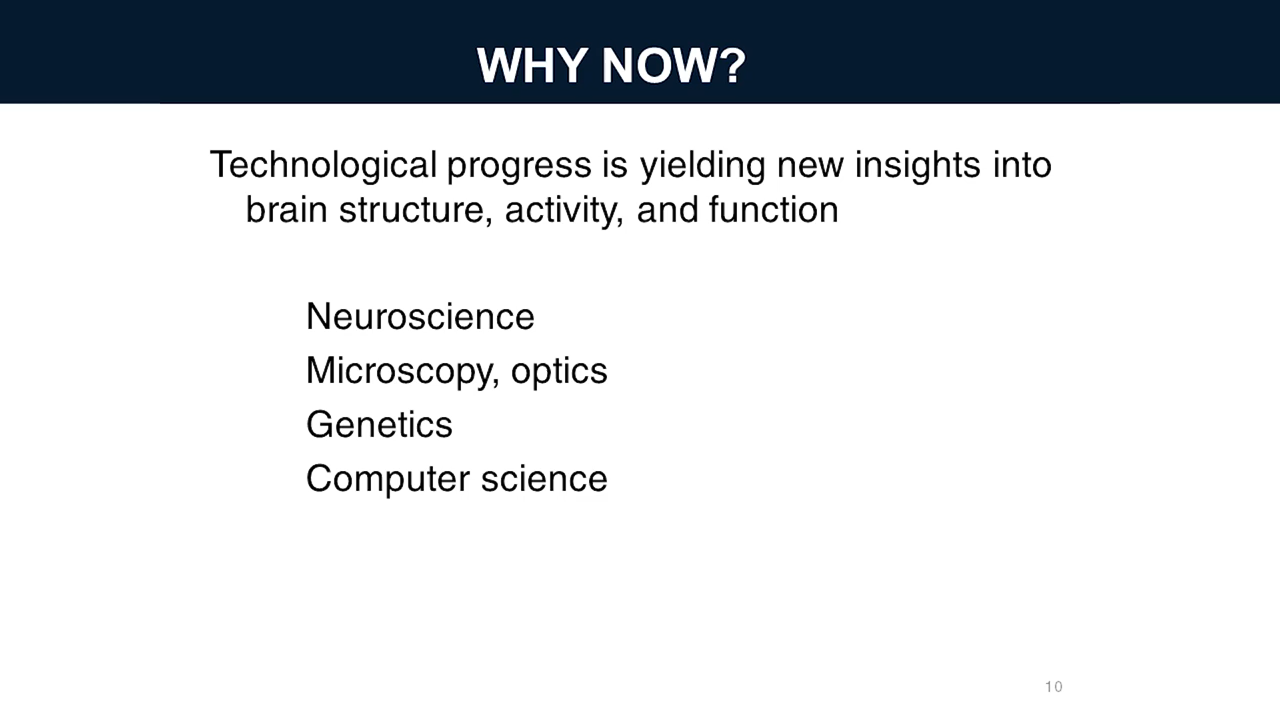 WHY NOW?
Technological progress is yielding new insights into
brain structure, activity, and function
Neuroscience
Microscopy, optics
Genetics
Computer science
10